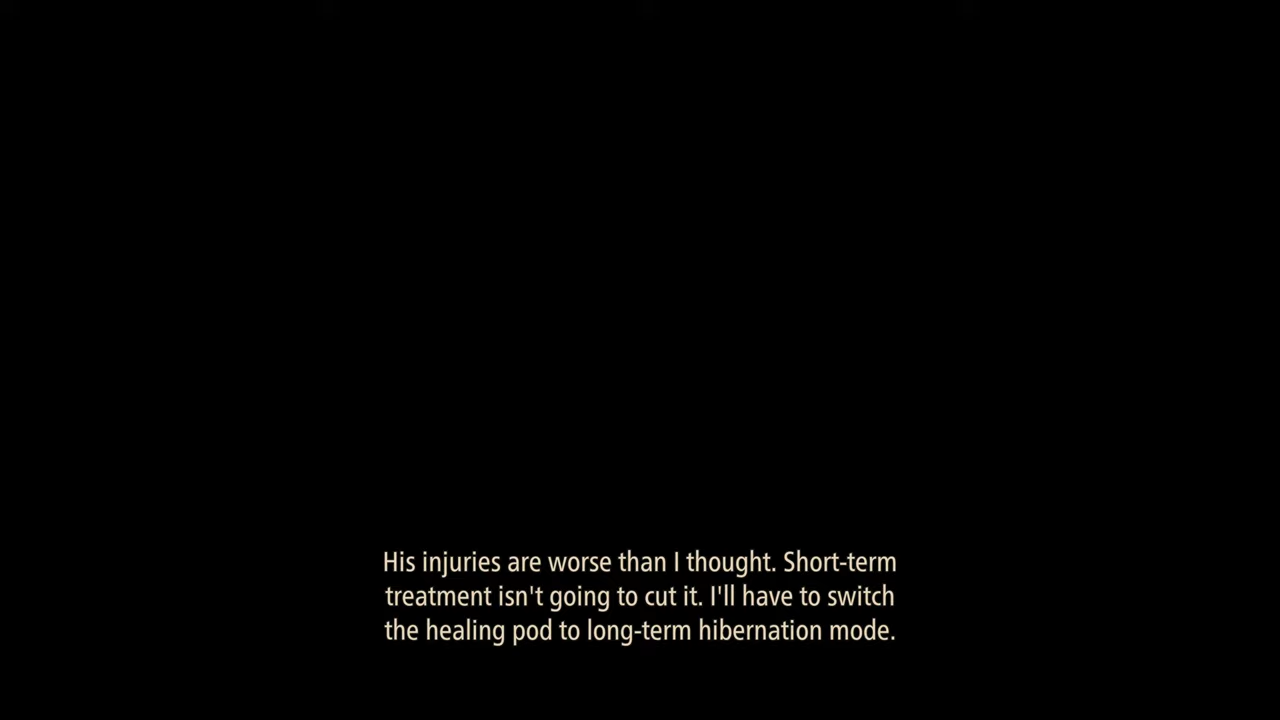 His injuries are worse than I thought. Short-term
treatment isn't going to cut it. I'll have to switch
the healing pod to long-term hibernation mode.